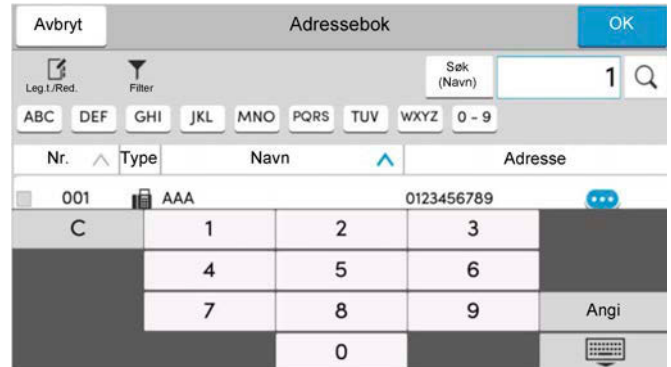 Avbryt Adressebok OK
Leg.t./Red. Filter Søk (Navn) 1
ABC DEF GHI JKL MNO PQRS TUV WXYZ 0 - 9
Nr. Type Navn Adresse
001 AAA 0123456789
C 1 2 3
4 5 6
7 8 9 Angi
0